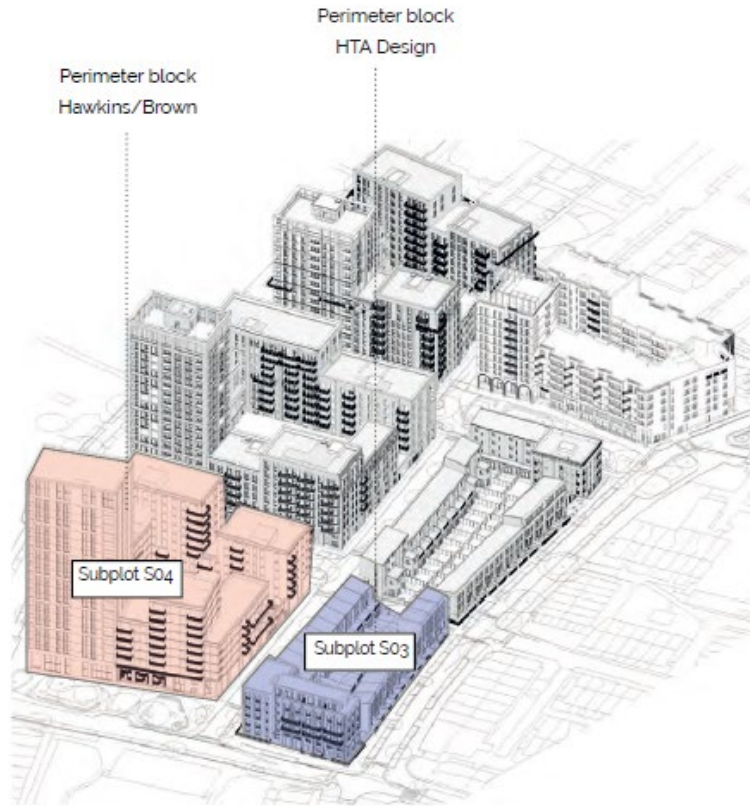 Perimeter block
HTA Design
Perimeter block
Hawkins/Brown
Subplot S04
Subplot S03